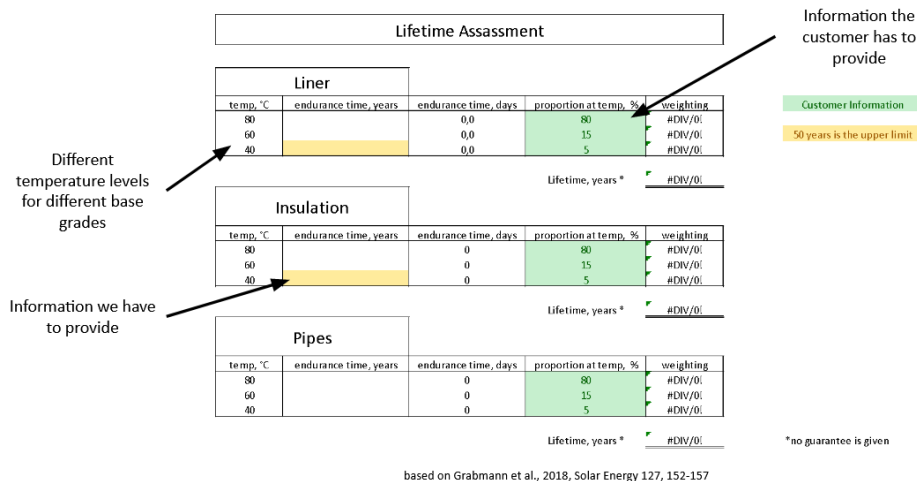 Lifetime Assassment
Information the
customer has to
provide
Customer Information
50 years is the upper limit
Different
temperature levels
for different base
grades
Information we have
to provide
Liner
temp, °C endurance time, years endurance time, days proportion at temp, % weighting
80 0,0 80 #DIV/0!
60 0,0 15 #DIV/0!
40 0,0 5 #DIV/0!
Lifetime, years * #DIV/0!
Insulation
temp, °C endurance time, years endurance time, days proportion at temp, % weighting
80 0 80 #DIV/0!
60 0 15 #DIV/0!
40 0 5 #DIV/0!
Lifetime, years * #DIV/0!
Pipes
temp, °C endurance time, years endurance time, days proportion at temp, % weighting
80 0 80 #DIV/0!
60 0 15 #DIV/0!
40 0 5 #DIV/0!
Lifetime, years * #DIV/0!
*no guarantee is given
based on Grabmann et al., 2018, Solar Energy 127, 152-157